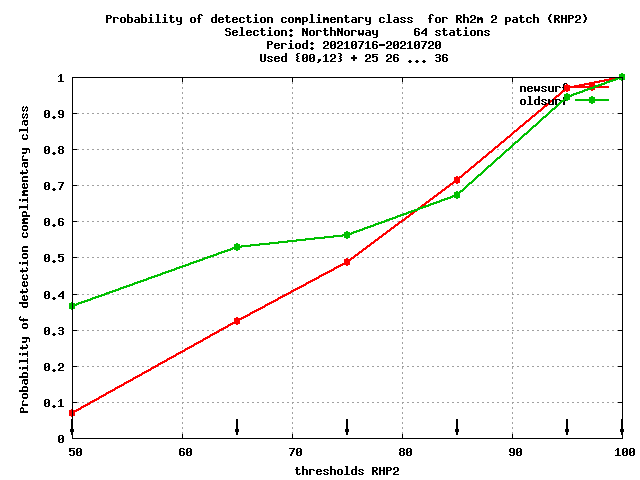 Probability of detection complimentary class  for Rh2m 2 patch (RHP2)
Selection: NorthNorway     64 stations
Period: 20210716-20210720
Used {00,12} + 25 26 ... 36
newsurf
oldsurf
Probability of detection complimentary class
1
0.9
0.8
0.7
0.6
0.5
0.4
0.3
0.2
0.1
0
50 60 70 80 90 100
thresholds RHP2